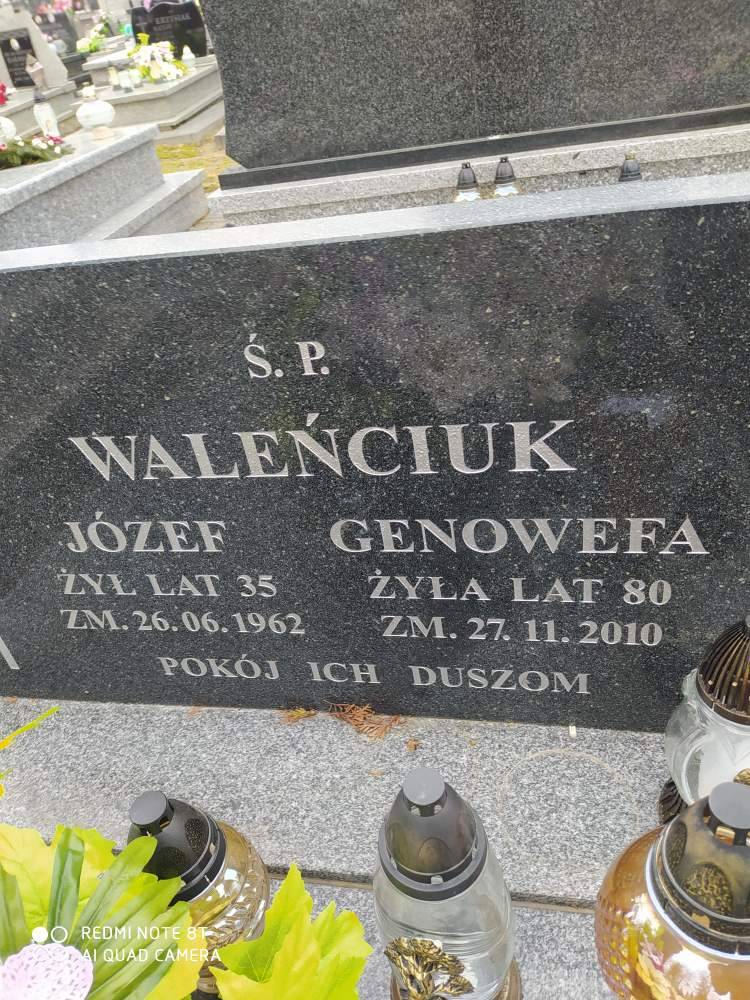 KRZYSIAK
Ś. P.
WALEŃCIUK
JÓZEF GENOWEFA
ŻYŁ LAT 35 ŻYŁA LAT 80
ZM. 26.06.1962 ZM. 27.11.2010
POKÓJ ICH DUSZOM
REDMI NOTE 8T
AI QUAD CAMERA